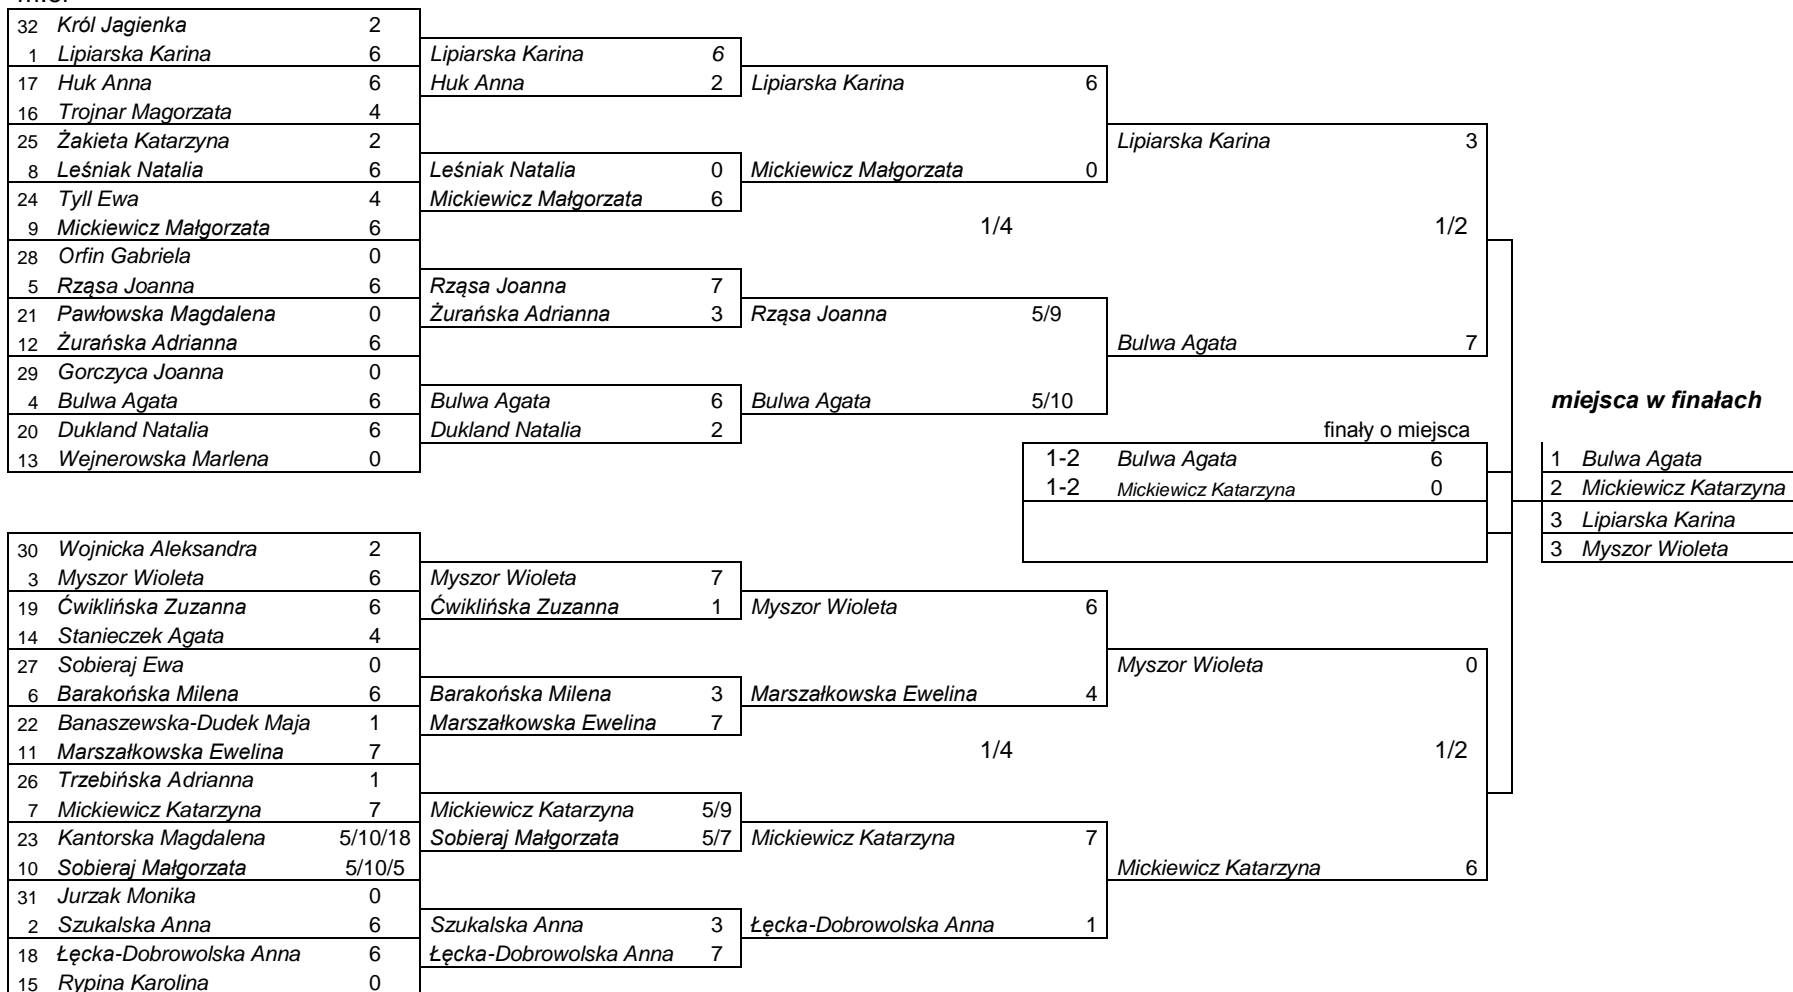 32 Król Jagienka 2
1 Lipiarska Karina 6 Lipiarska Karina 6
17 Huk Anna 6 Huk Anna 2 Lipiarska Karina 6
16 Trojnar Magorzata 4
25 Żakieta Katarzyna 2 Lipiarska Karina 3
8 Leśniak Natalia 6 Leśniak Natalia 0 Mickiewicz Małgorzata 0
24 Tyll Ewa 4 Mickiewicz Małgorzata 6
9 Mickiewicz Małgorzata 6 1/4 1/2
28 Orfin Gabriela 0
5 Rząsa Joanna 6 Rząsa Joanna 7
21 Pawłowska Magdalena 0 Żurańska Adrianna 3 Rząsa Joanna 5/9
12 Żurańska Adrianna 6 Bulwa Agata 7
29 Gorczyca Joanna 0
4 Bulwa Agata 6 Bulwa Agata 6 Bulwa Agata 5/10 miejsca w finałach
20 Dukland Natalia 6 Dukland Natalia 2 finały o miejsca
13 Wejnerowska Marlena 0 1-2 Bulwa Agata 6 1 Bulwa Agata
1-2 Mickiewicz Katarzyna 0 2 Mickiewicz Katarzyna
3 Lipiarska Karina
30 Wojnicka Aleksandra 2 3 Myszor Wioleta
3 Myszor Wioleta 6 Myszor Wioleta 7
19 Ćwiklińska Zuzanna 6 Ćwiklińska Zuzanna 1 Myszor Wioleta 6
14 Stanieczek Agata 4
27 Sobieraj Ewa 0 Myszor Wioleta 0
6 Barakońska Milena 6 Barakońska Milena 3 Marszałkowska Ewelina 4
22 Banaszewska-Dudek Maja 1 Marszałkowska Ewelina 7
11 Marszałkowska Ewelina 7 1/4 1/2
26 Trzebińska Adrianna 1
7 Mickiewicz Katarzyna 7 Mickiewicz Katarzyna 5/9
23 Kantorska Magdalena 5/10/18 Sobieraj Małgorzata 5/7 Mickiewicz Katarzyna 7
10 Sobieraj Małgorzata 5/10/5 Mickiewicz Katarzyna 6
31 Jurzak Monika 0
2 Szukalska Anna 6 Szukalska Anna 3 Łęcka-Dobrowolska Anna 1
18 Łęcka-Dobrowolska Anna 6 Łęcka-Dobrowolska Anna 7
15 Rypina Karolina 0